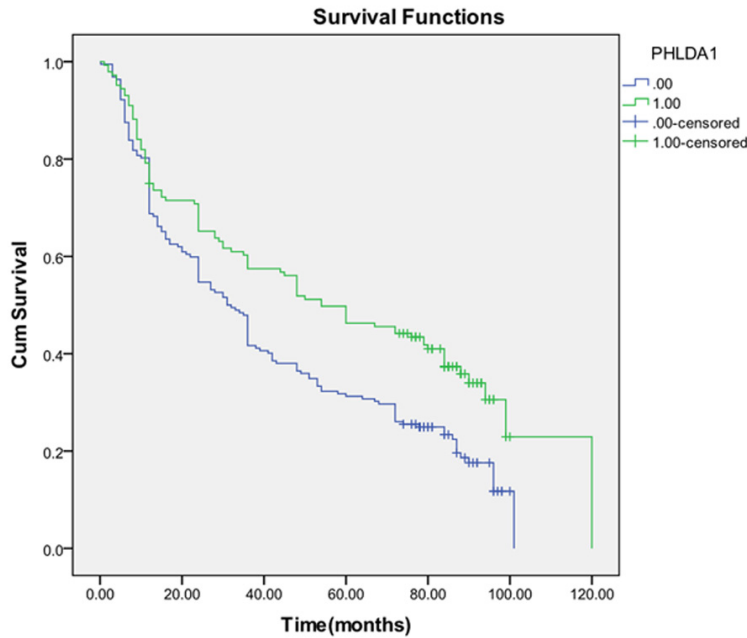 Survival Functions
PHLDA1
.00
1.00
.00-censored
1.00-censored
Cum Survival
1.0
0.8
0.6
0.4
0.2
0.0
0.00 20.00 40.00 60.00 80.00 100.00 120.00
Time(months)